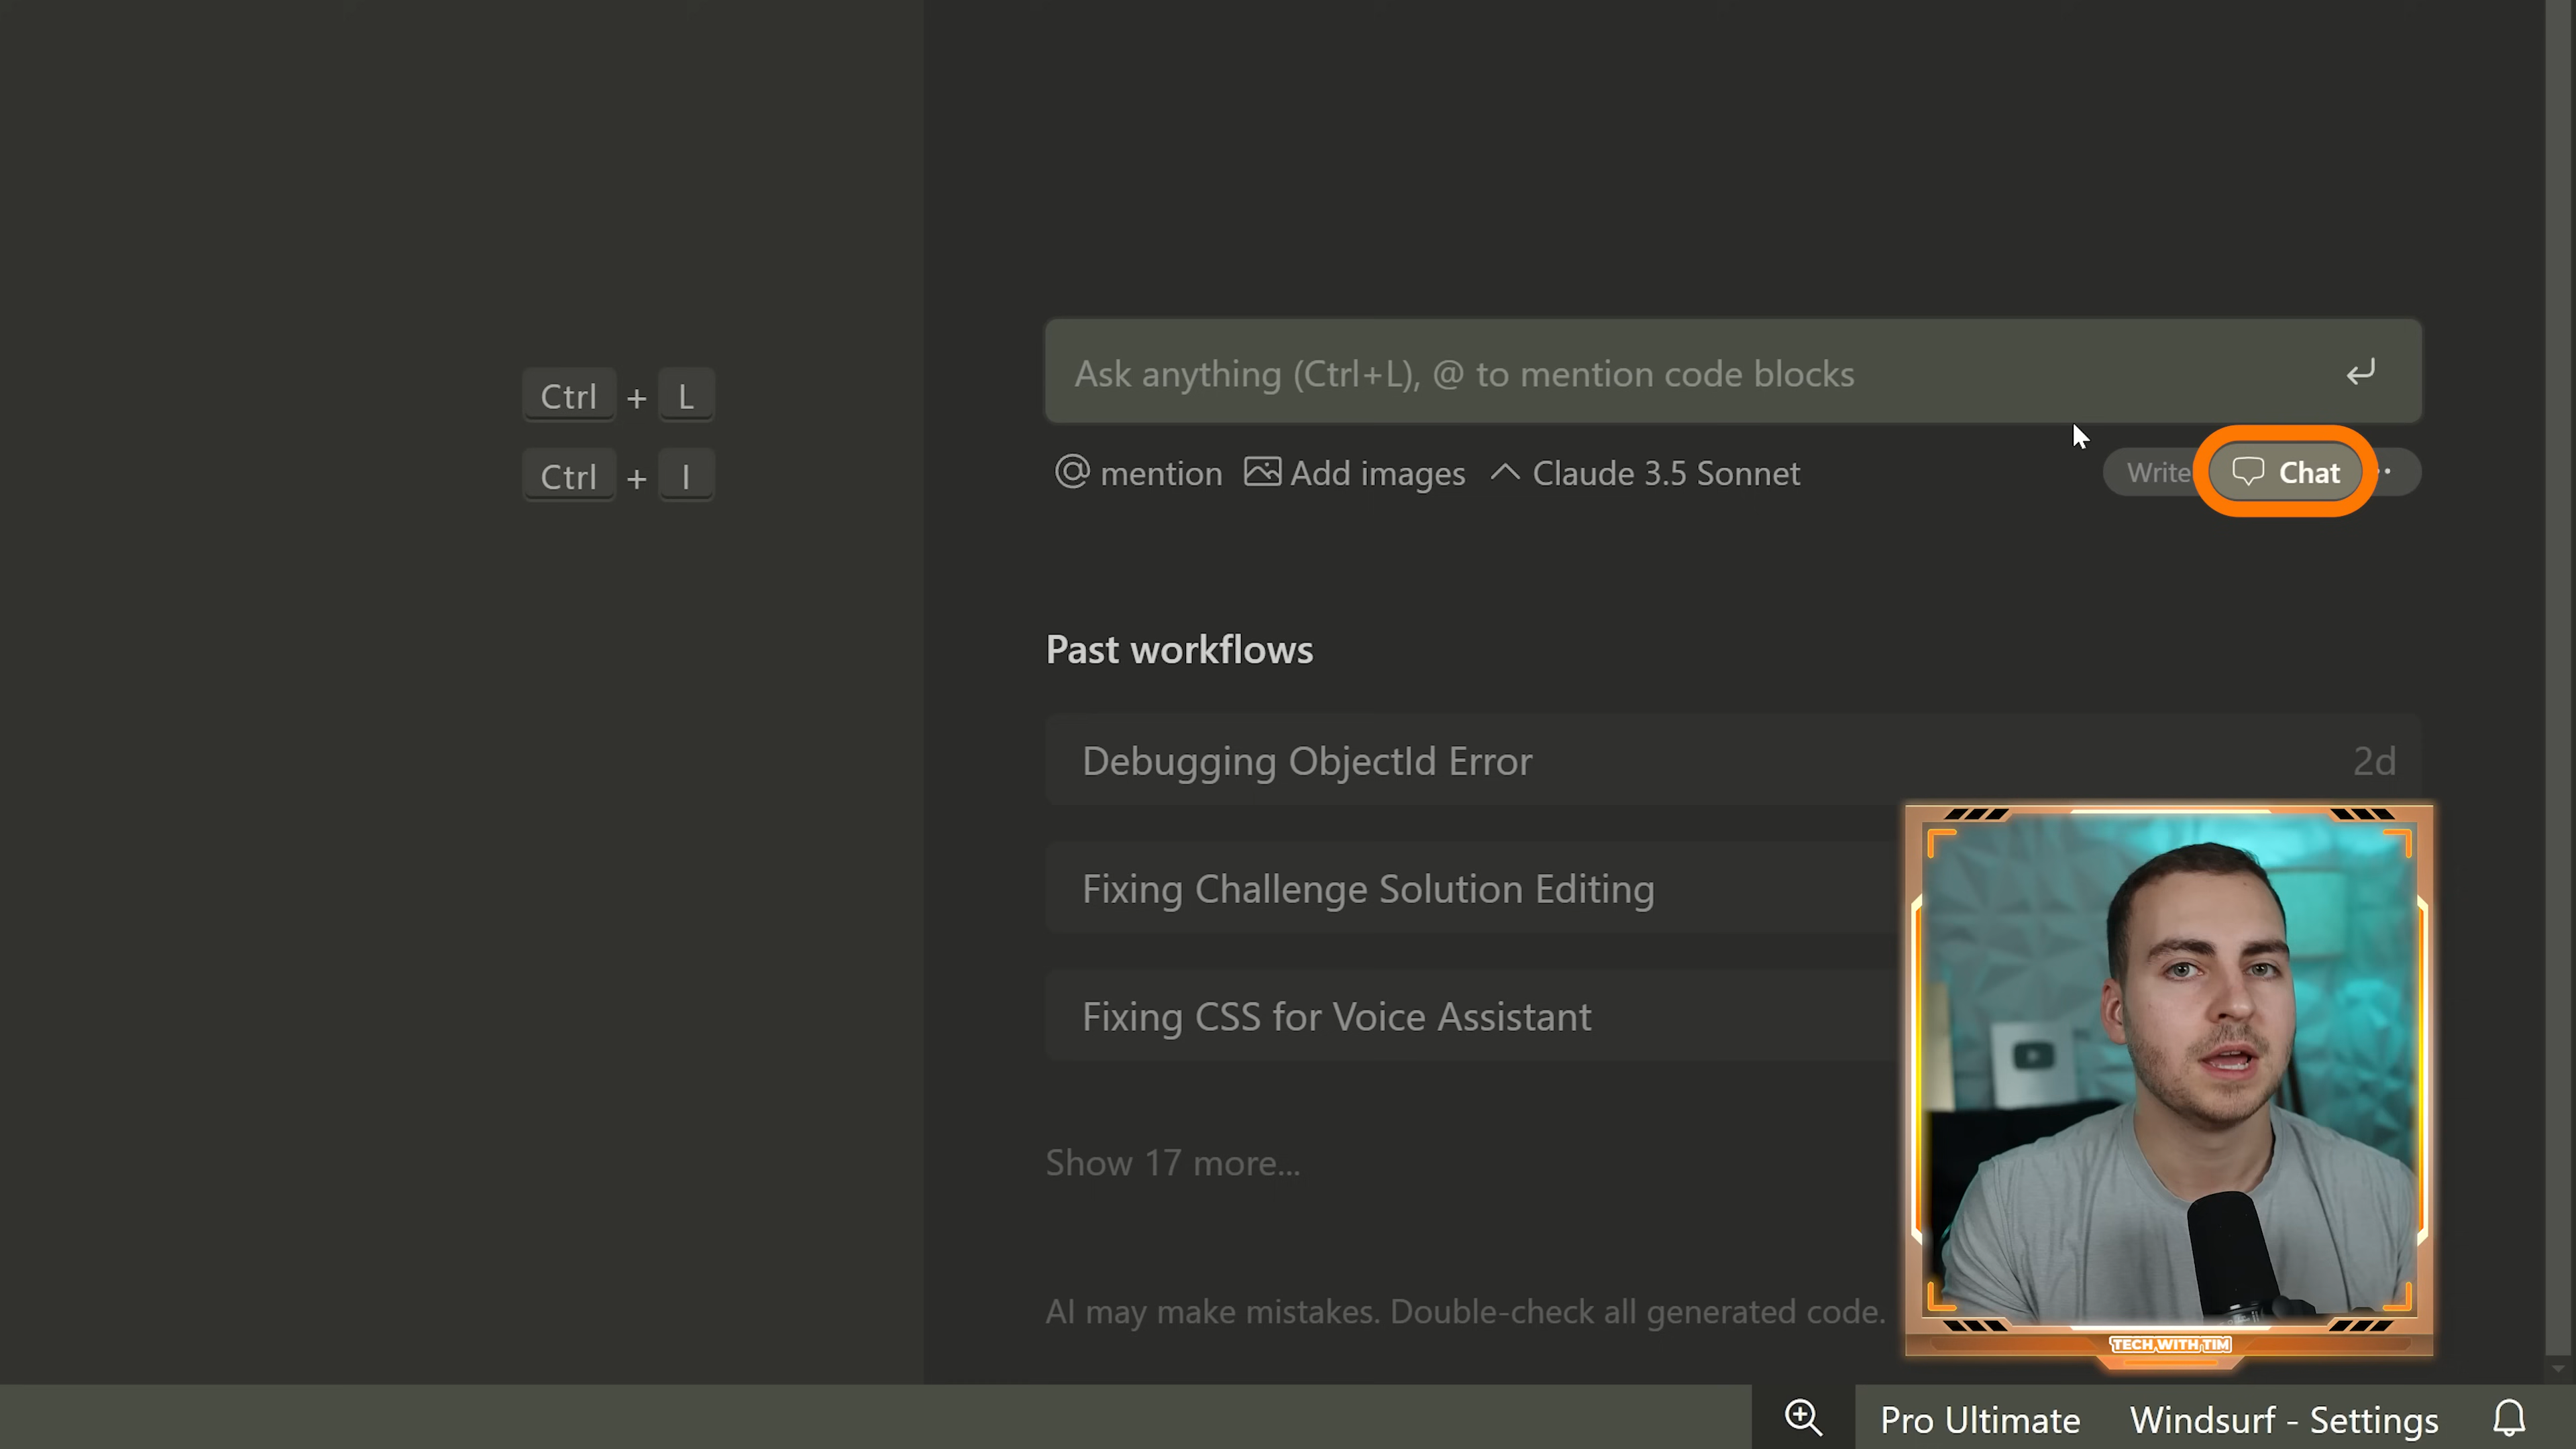 Ctrl + L
Ctrl + I
Ask anything (Ctrl+L), @ to mention code blocks
@ mention Add images Claude 3.5 Sonnet Write Chat
Past workflows
Debugging ObjectId Error 2d
Fixing Challenge Solution Editing
Fixing CSS for Voice Assistant
Show 17 more...
AI may make mistakes. Double-check all generated code.
TECH WITH TIM
Pro Ultimate Windsurf - Settings